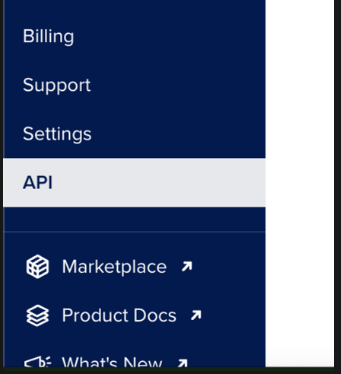 Billing
Support
Settings
API
Marketplace
Product Docs
What's New